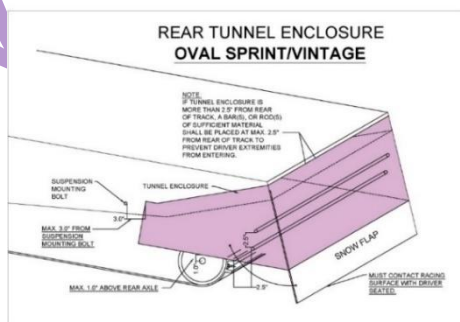 REAR TUNNEL ENCLOSURE
OVAL SPRINT/VINTAGE
NOTE:
IF TUNNEL ENCLOSURE IS
MORE THAN 2.5" FROM REAR
OF TRACK, A BAR(S), OR ROD(S)
OF SUFFICIENT MATERIAL
SHALL BE PLACED AT MAX. 2.5"
FROM REAR OF TRACK TO
PREVENT DRIVER EXTREMITIES
FROM ENTERING.
SUSPENSION
MOUNTING
BOLT
TUNNEL ENCLOSURE
3.0"
MAX. 3.0" FROM
SUSPENSION
MOUNTING BOLT
2.5"
SNOW FLAP
MAX. 1.0" ABOVE REAR AXLE
2.5"
MUST CONTACT RACING
SURFACE WITH DRIVER
SEATED.